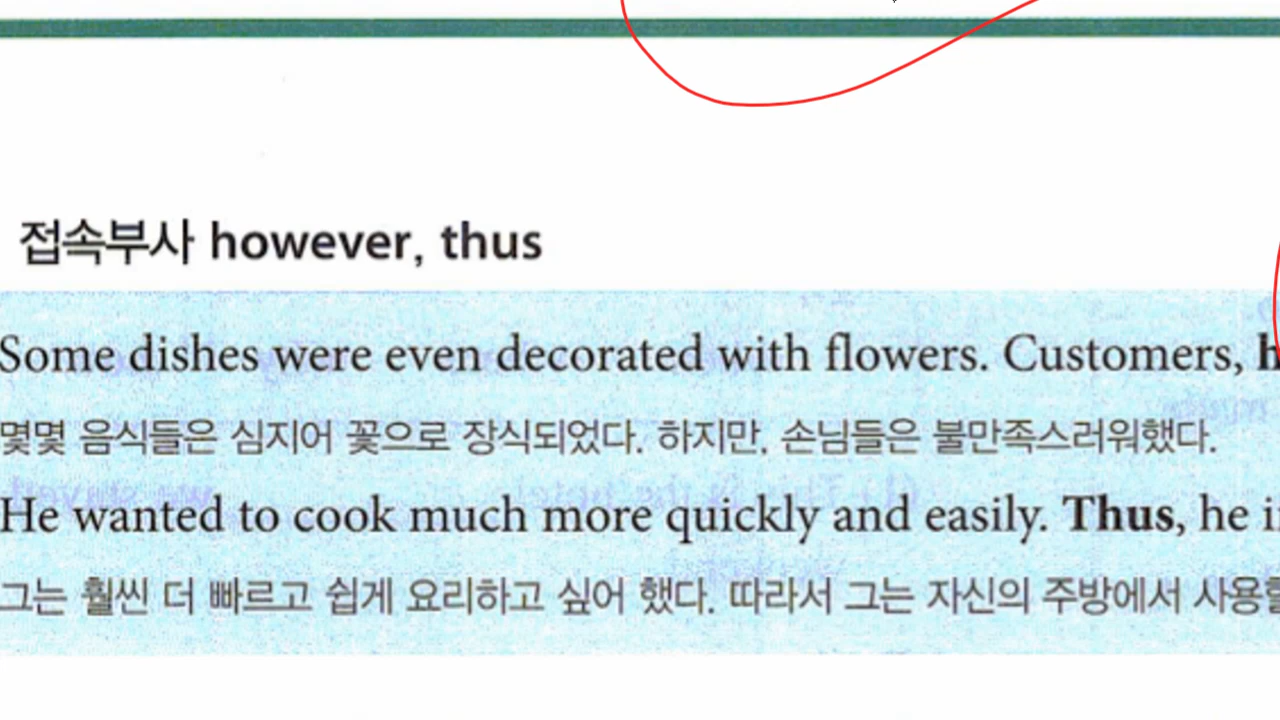 접속부사 however, thus
Some dishes were even decorated with flowers. Customers,
몇몇 음식들은 심지어 꽃으로 장식되었다. 하지만, 손님들은 불만족스러워했다.
He wanted to cook much more quickly and easily. Thus, he
그는 훨씬 더 빠르고 쉽게 요리하고 싶어 했다. 따라서 그는 자신의 주방에서